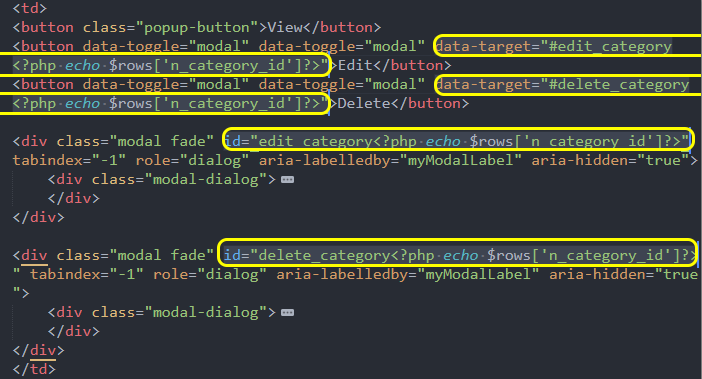 <td>
<button class="popup-button">View</button>
<button data-toggle="modal" data-toggle="modal" data-target="#edit_category
<?php echo $rows['n_category_id']?>">Edit</button>
<button data-toggle="modal" data-toggle="modal" data-target="#delete_category
<?php echo $rows['n_category_id']?>">Delete</button>
<div class="modal fade" id="edit_category<?php echo $rows['n_category_id']?>"
tabindex="-1" role="dialog" aria-labelledby="myModalLabel" aria-hidden="true">
<div class="modal-dialog">
</div>
</div>
<div class="modal fade" id="delete_category<?php echo $rows['n_category_id']?>
" tabindex="-1" role="dialog" aria-labelledby="myModalLabel" aria-hidden="true
">
<div class="modal-dialog">
</div>
</div>
</td>